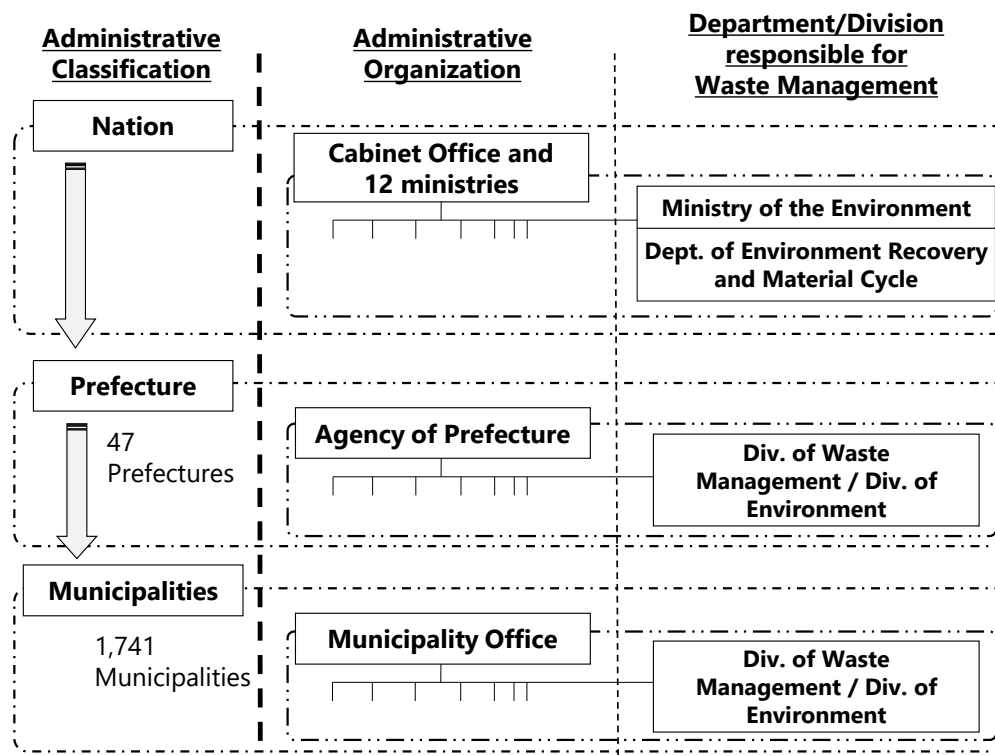 Administrative
Classification
Administrative
Organization
Department/Division
responsible for
Waste Management
Nation
Cabinet Office and
12 ministries
Ministry of the Environment
Dept. of Environment Recovery
and Material Cycle
Prefecture
47
Prefectures
Agency of Prefecture
Div. of Waste
Management / Div. of
Environment
Municipalities
1,741
Municipalities
Municipality Office
Div. of Waste
Management / Div. of
Environment